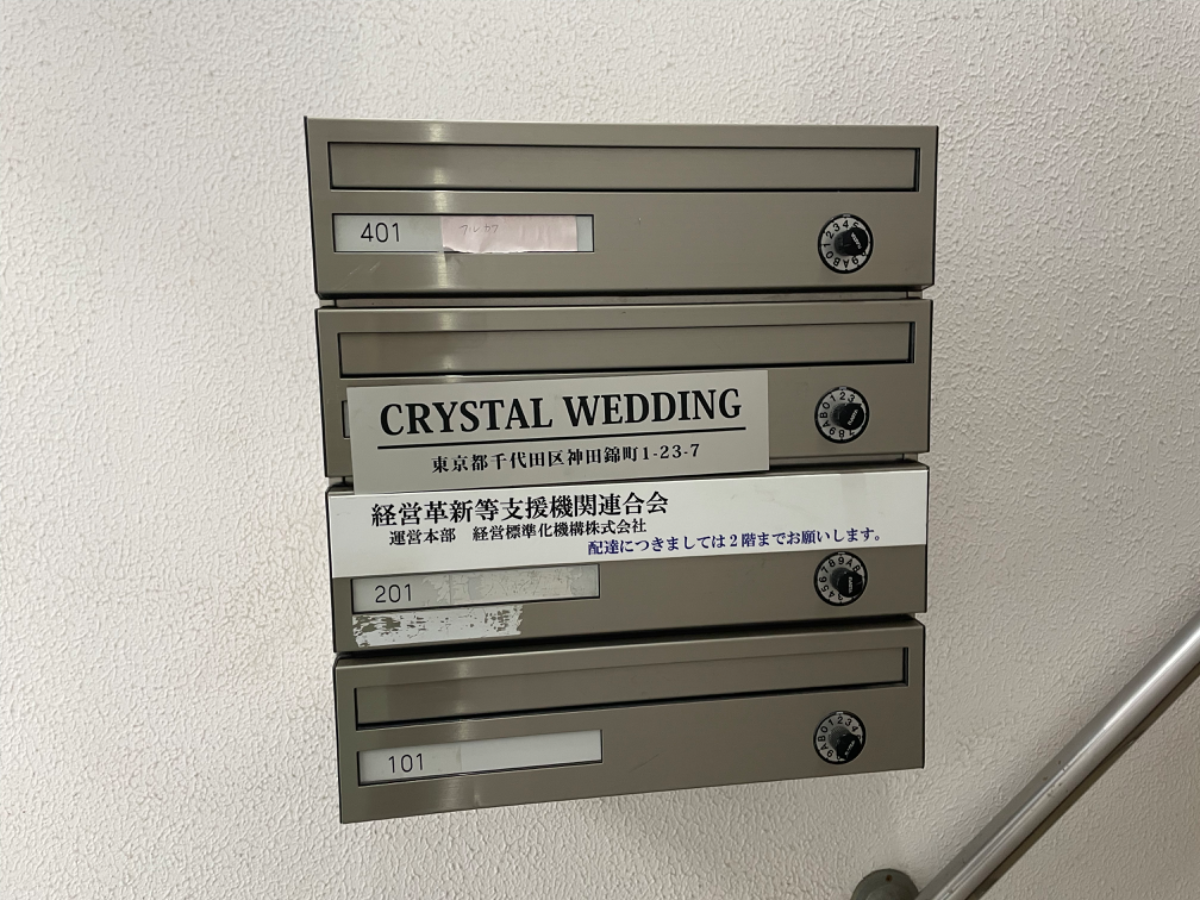 401 フルカワ
CRYSTAL WEDDING
東京都千代田区神田錦町1-23-7
経営革新等支援機関連合会
運営本部 経営標準化機構株式会社
配達につきましては2階までお願いします。
201
101